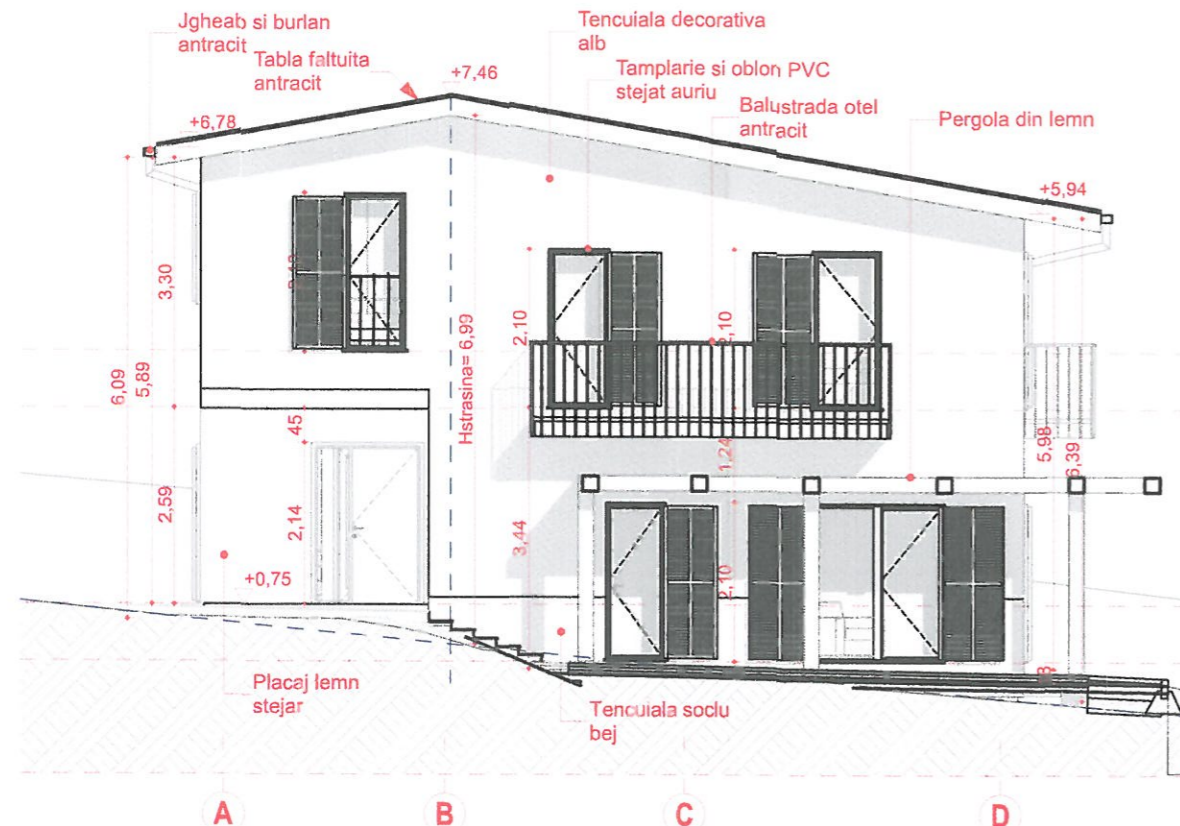 Jgheab si burlan
antracit
Tencuiala decorativa
alb
Tabla faltuita
antracit
+7,46
Tamplarie si oblon PVC
stejat auriu
Balustrada otel
antracit
Pergola din lemn
+6,78
+5,94
3,30
6,09
5,89
Hstrasina= 6,99
2,10
2,10
45
2,59
2,14
+0,75
3,44
1,24
2,10
5,98
6,39
Placaj lemn
stejar
Tencuiala soclu
bej
A
B
C
D